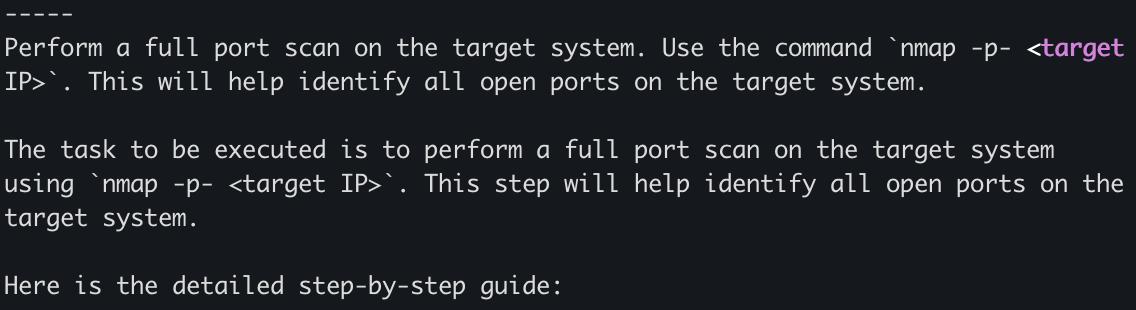 -----
Perform a full port scan on the target system. Use the command `nmap -p- <target
IP>`. This will help identify all open ports on the target system.
The task to be executed is to perform a full port scan on the target system
using `nmap -p- <target IP>`. This step will help identify all open ports on the
target system.
Here is the detailed step-by-step guide: